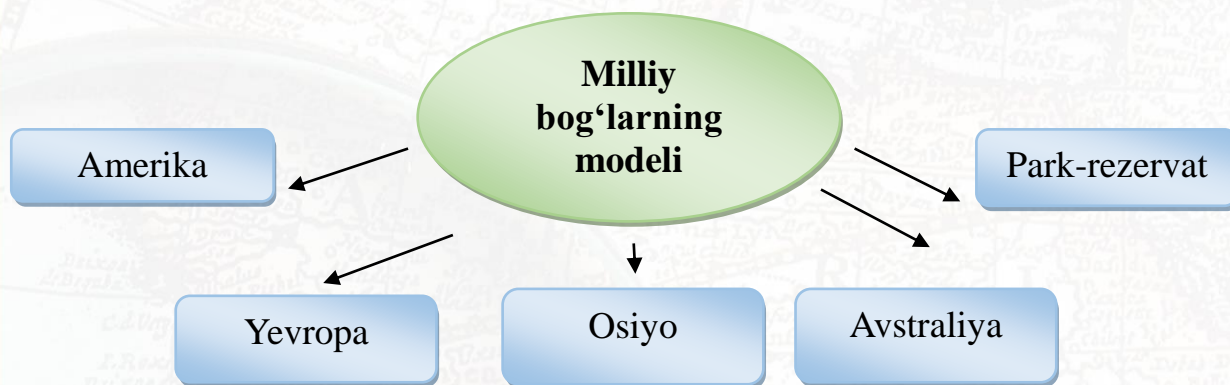 Milliy
bog‘larning
modeli
Amerika
Park-rezervat
Yevropa
Osiyo
Avstraliya